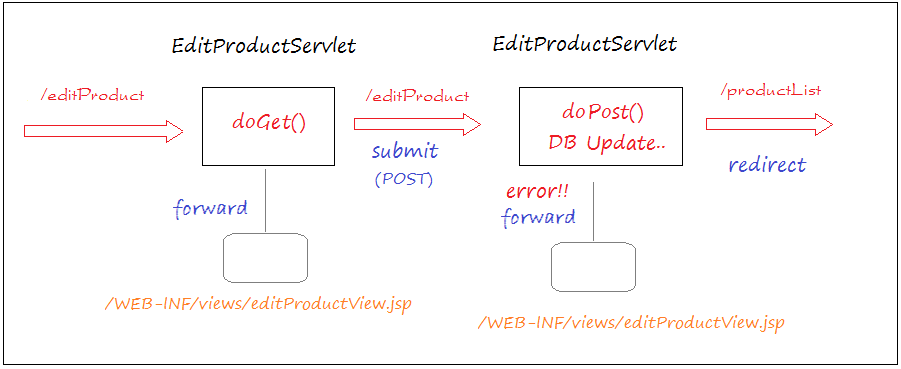 EditProductServlet
/editProduct
doGet()
forward
/WEB-INF/views/editProductView.jsp
/editProduct
submit
(POST)
EditProductServlet
doPost()
DB Update..
error!!
forward
/WEB-INF/views/editProductView.jsp
/productList
redirect